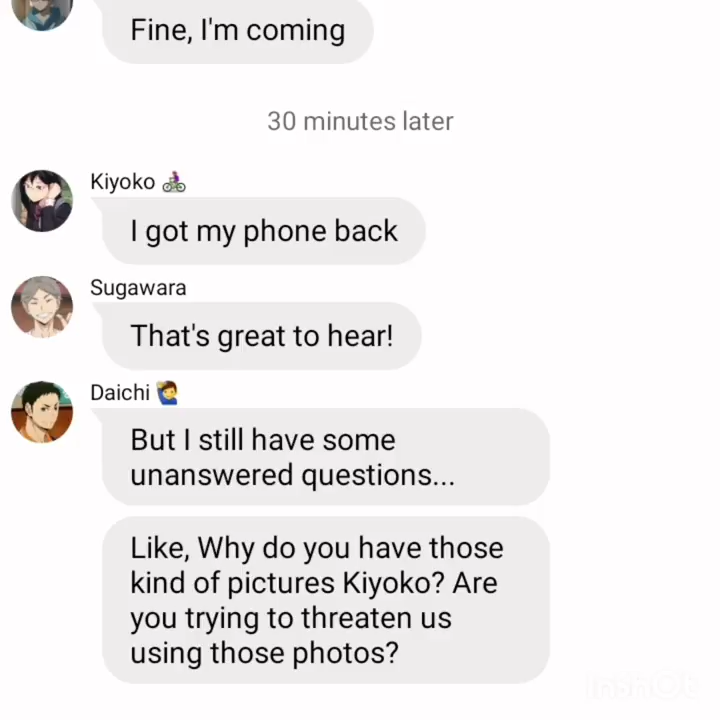 Fine, I'm coming
30 minutes later
Kiyoko
I got my phone back
Sugawara
That's great to hear!
Daichi
But I still have some
unanswered questions...
Like, Why do you have those
kind of pictures Kiyoko? Are
you trying to threaten us
using those photos?
InShOt